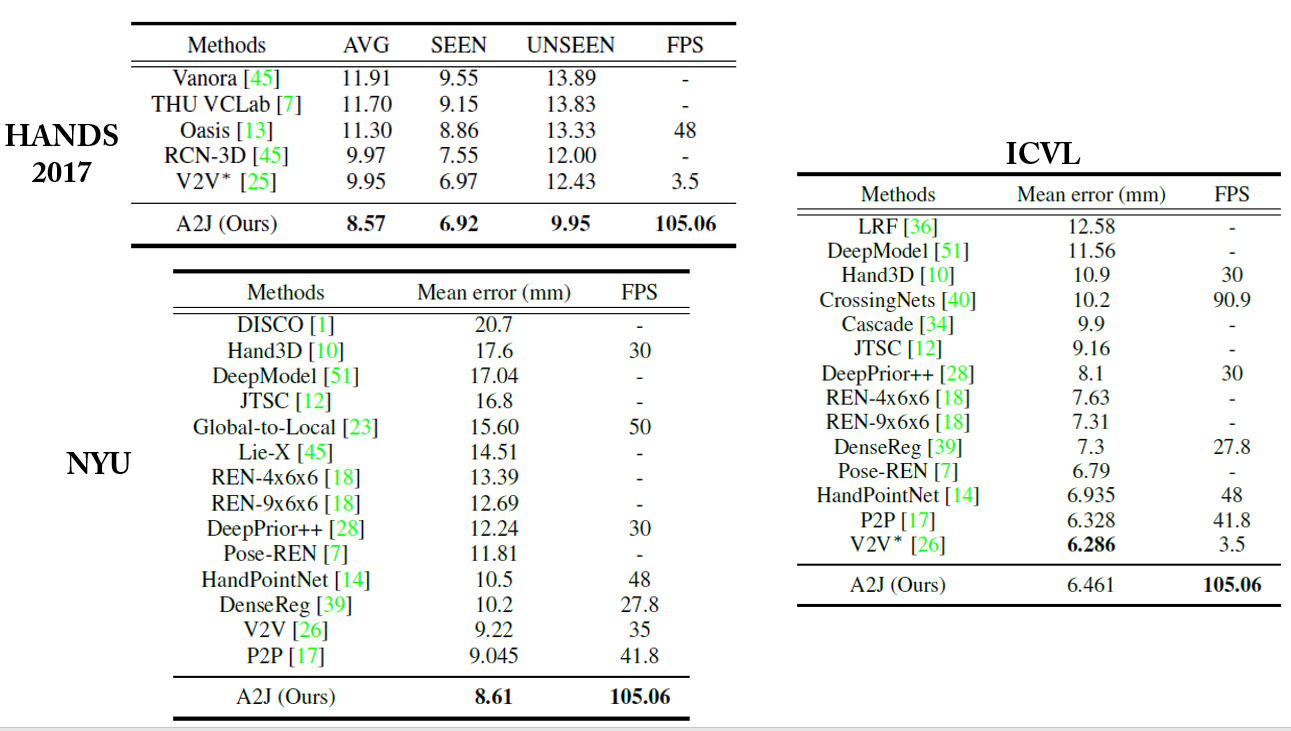 HANDS
2017
Methods AVG SEEN UNSEEN FPS
Vanora [45] 11.91 9.55 13.89 -
THU VCLab [7] 11.70 9.15 13.83 -
Oasis [13] 11.30 8.86 13.33 48
RCN-3D [45] 9.97 7.55 12.00 -
V2V* [25] 9.95 6.97 12.43 3.5
A2J (Ours) 8.57 6.92 9.95 105.06
NYU
Methods Mean error (mm) FPS
DISCO [1] 20.7 -
Hand3D [10] 17.6 30
DeepModel [51] 17.04 -
JTSC [12] 16.8 -
Global-to-Local [23] 15.60 50
Lie-X [45] 14.51 -
REN-4x6x6 [18] 13.39 -
REN-9x6x6 [18] 12.69 -
DeepPrior++ [28] 12.24 30
Pose-REN [7] 11.81 -
HandPointNet [14] 10.5 48
DenseReg [39] 10.2 27.8
V2V [26] 9.22 35
P2P [17] 9.045 41.8
A2J (Ours) 8.61 105.06
ICVL
Methods Mean error (mm) FPS
LRF [36] 12.58 -
DeepModel [51] 11.56 -
Hand3D [10] 10.9 30
CrossingNets [40] 10.2 90.9
Cascade [34] 9.9 -
JTSC [12] 9.16 -
DeepPrior++ [28] 8.1 30
REN-4x6x6 [18] 7.63 -
REN-9x6x6 [18] 7.31 -
DenseReg [39] 7.3 27.8
Pose-REN [7] 6.79 -
HandPointNet [14] 6.935 48
P2P [17] 6.328 41.8
V2V* [26] 6.286 3.5
A2J (Ours) 6.461 105.06